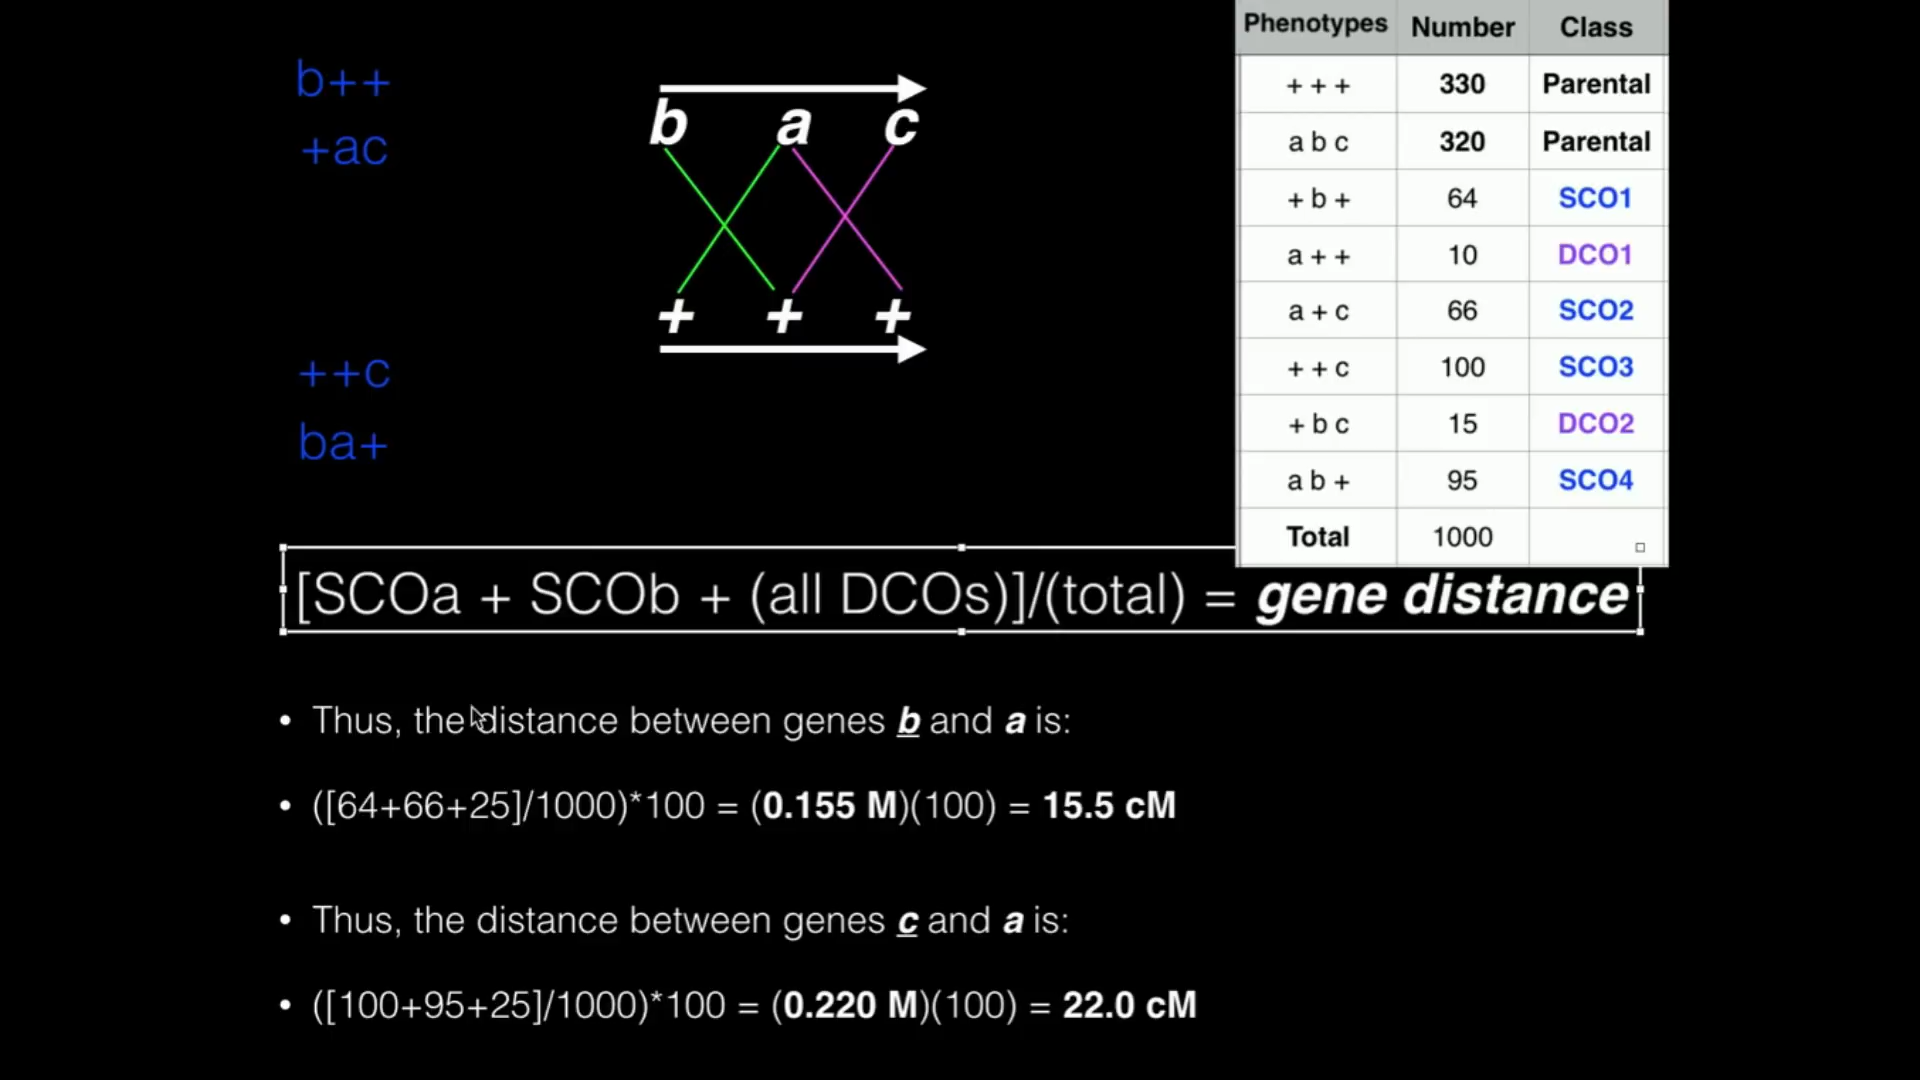 b++
+ac
b a c
+ + +
++c
ba+
Phenotypes Number Class
+ + + 330 Parental
a b c 320 Parental
+ b + 64 SCO1
a + + 10 DCO1
a + c 66 SCO2
+ + c 100 SCO3
+ b c 15 DCO2
a b + 95 SCO4
Total 1000
[SCOa + SCOb + (all DCOs)]/(total) = gene distance
• Thus, the distance between genes b and a is:
• ([64+66+25]/1000)*100 = (0.155 M)(100) = 15.5 cM
• Thus, the distance between genes c and a is:
• ([100+95+25]/1000)*100 = (0.220 M)(100) = 22.0 cM